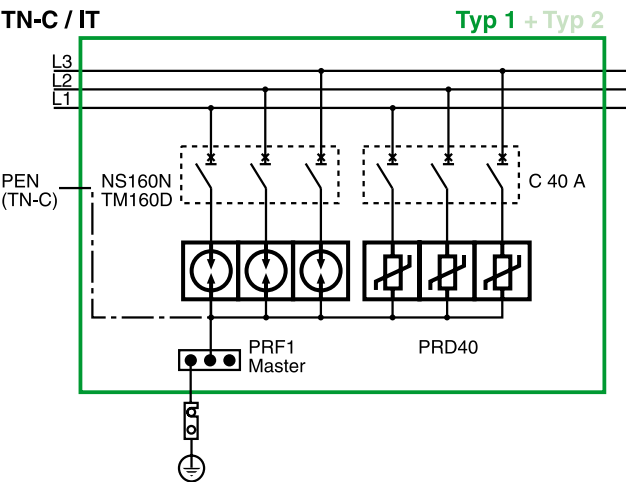 TN-C / IT
Typ 1 + Typ 2
L3
L2
L1
PEN
(TN-C)
NS160N
TM160D
C 40 A
PRF1
Master
PRD40